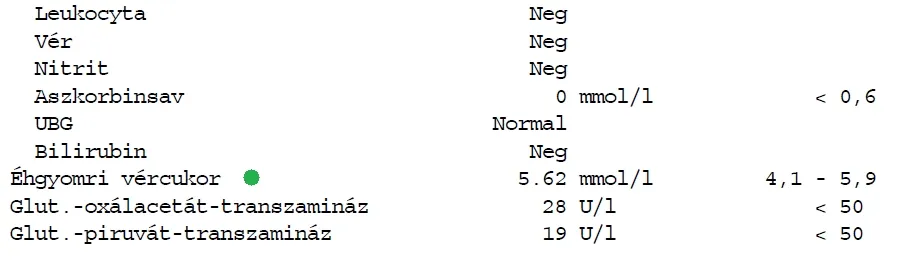 Leukocyta Neg
Vér Neg
Nitrit Neg
Aszkorbinsav 0 mmol/l < 0,6
UBG Normal
Bilirubin Neg
Éhgyomri vércukor 5.62 mmol/l 4,1 - 5,9
Glut.-oxálacetát-transzamináz 28 U/l < 50
Glut.-piruvát-transzamináz 19 U/l < 50